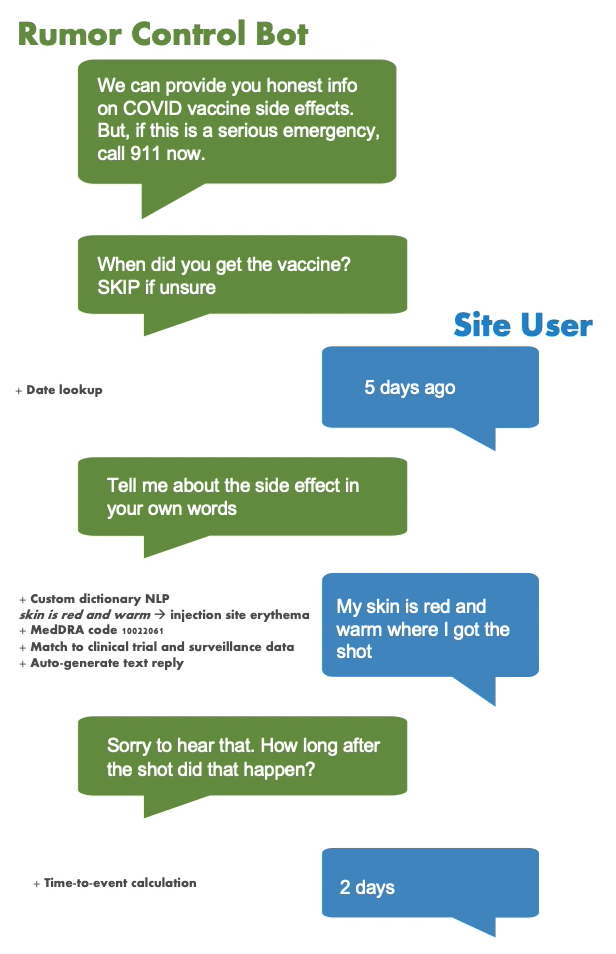 Rumor Control Bot
We can provide you honest info
on COVID vaccine side effects.
But, if this is a serious emergency,
call 911 now.
When did you get the vaccine?
SKIP if unsure
Site User
5 days ago
+ Date lookup
Tell me about the side effect in
your own words
My skin is red and
warm where I got the
shot
+ Custom dictionary NLP
skin is red and warm → injection site erythema
+ MedDRA code 10022061
+ Match to clinical trial and surveillance data
+ Auto-generate text reply
Sorry to hear that. How long after
the shot did that happen?
2 days
+ Time-to-event calculation